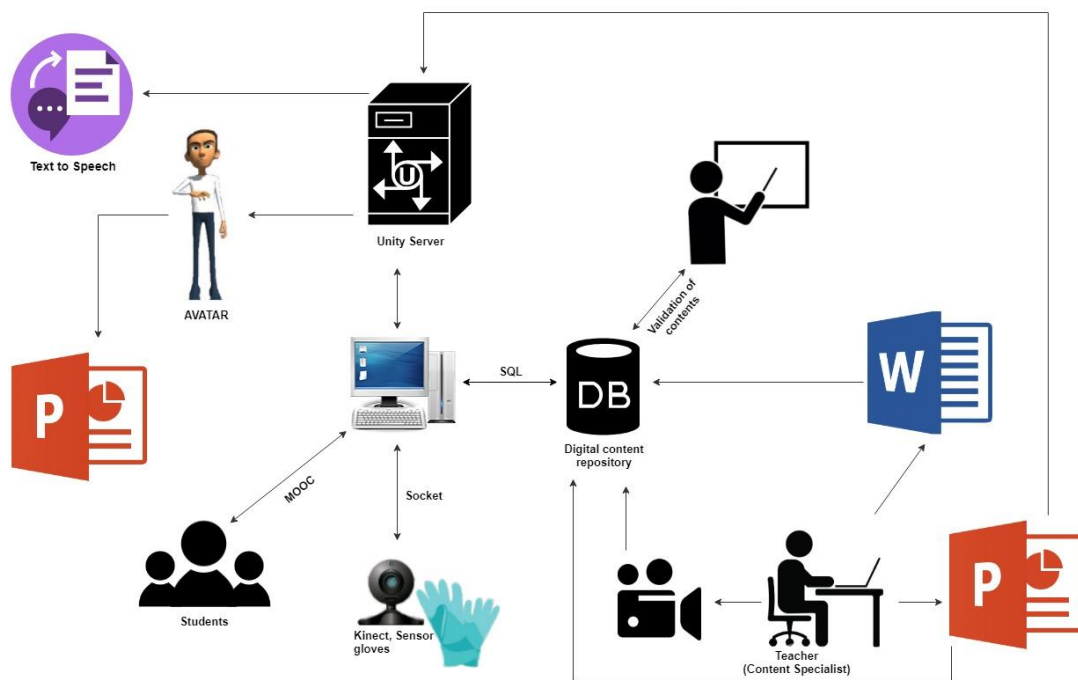 Text to Speech
U
Unity Server
AVATAR
Validation of
contents
P
SQL
DB
W
Digital content
repository
MOOC
Socket
Students
Kinect, Sensor
gloves
Teacher
(Content Specialist)
P